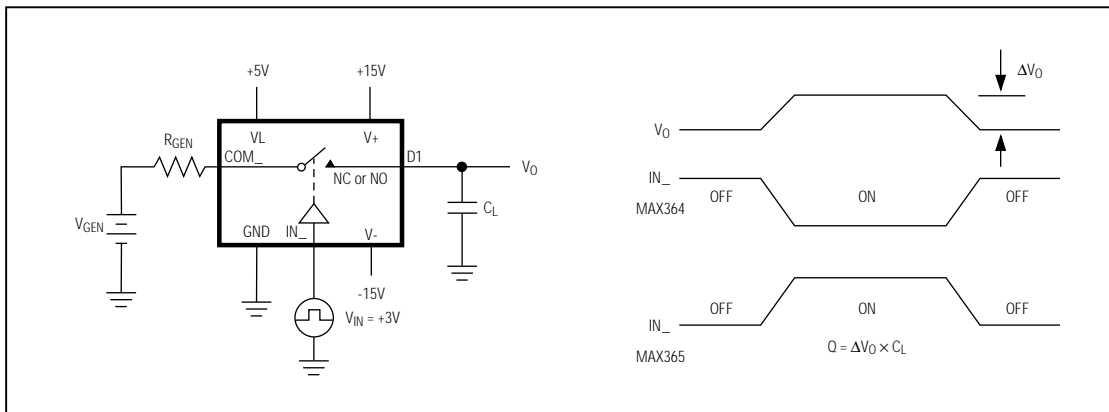 +5V
+15V
VL
V+
RGEN
COM_
D1
VO
NC or NO
CL
VGEN
GND
IN_
V-
-15V
VIN = +3V
ΔVO
VO
IN_
MAX364
OFF
ON
OFF
IN_
MAX365
OFF
ON
OFF
Q = ΔVO × CL